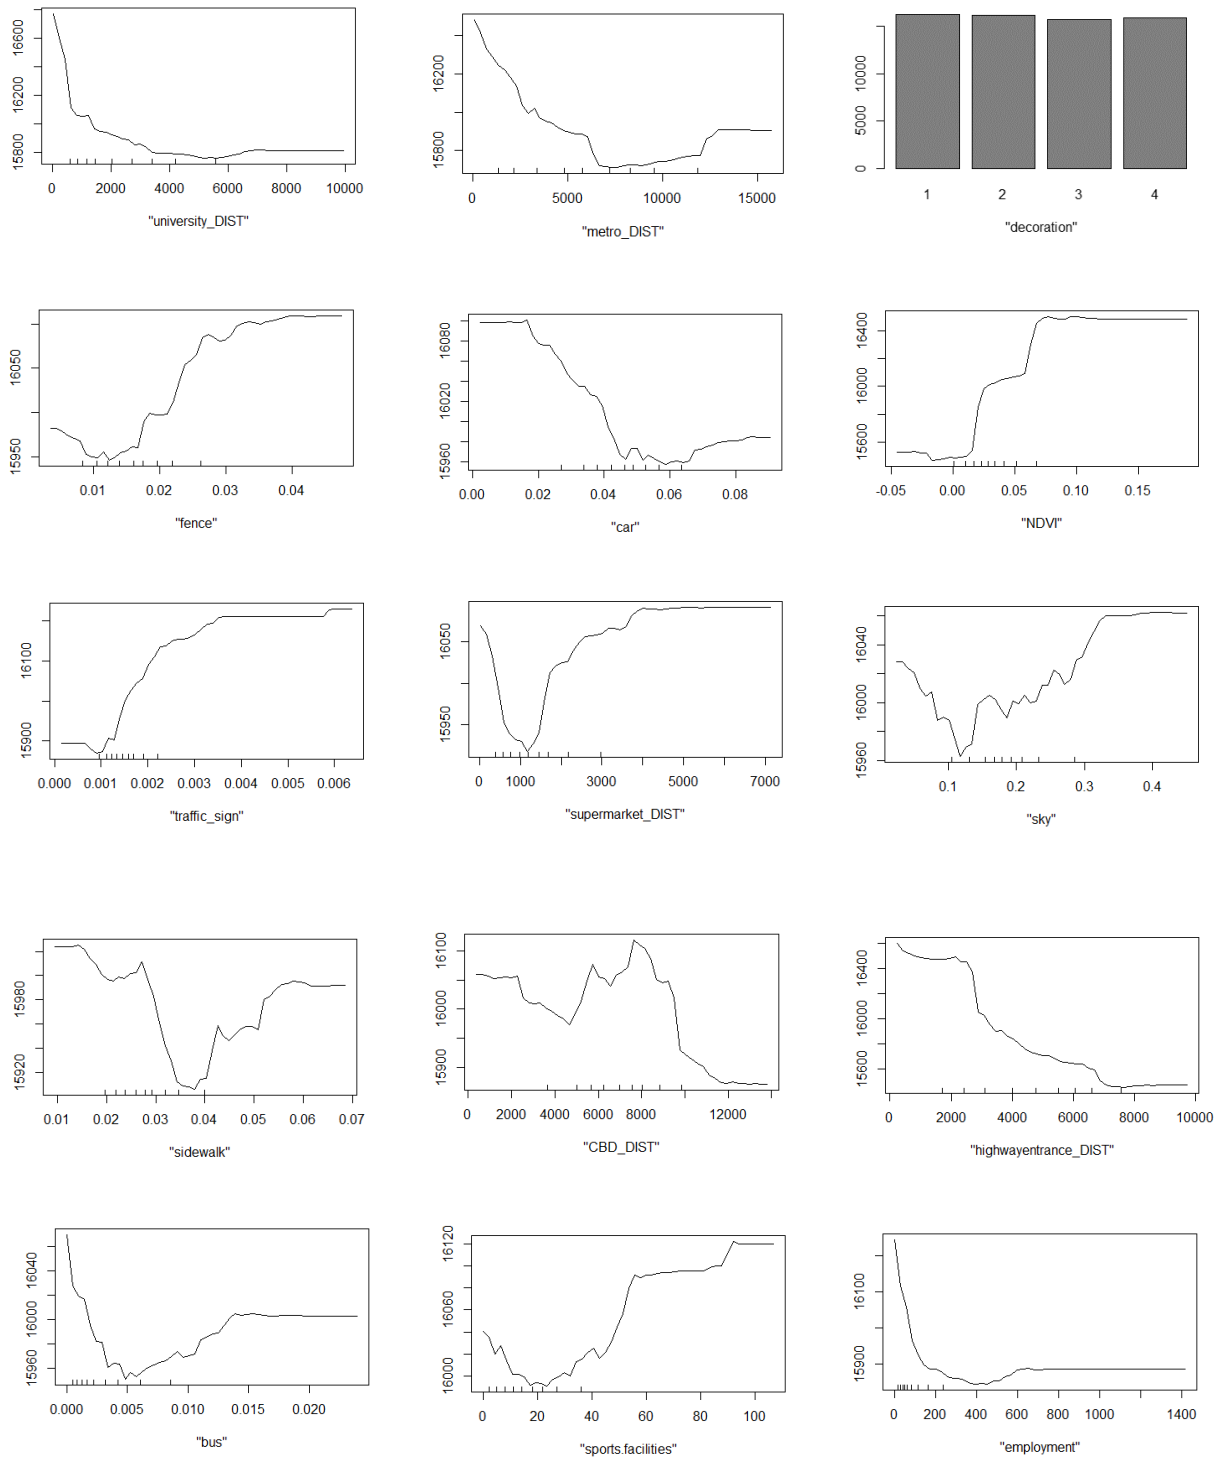 16600
16200
15800
0 2000 4000 6000 8000 10000
"university_DIST"
16200
15800
0 5000 10000 15000
"metro_DIST"
10000
5000
0
1 2 3 4
"decoration"
16050
15950
0.01 0.02 0.03 0.04
"fence"
16080
16020
15960
0.00 0.02 0.04 0.06 0.08
"car"
16400
16000
15600
-0.05 0.00 0.05 0.10 0.15
"NDVI"
16100
15900
0.000 0.001 0.002 0.003 0.004 0.005 0.006
"traffic_sign"
16050
15950
0 1000 3000 5000 7000
"supermarket_DIST"
16040
16000
15960
0.1 0.2 0.3 0.4
"sky"
15980
15920
0.01 0.02 0.03 0.04 0.05 0.06 0.07
"sidewalk"
16100
16000
15900
0 2000 4000 6000 8000 12000
"CBD_DIST"
16400
16000
15600
0 2000 4000 6000 8000 10000
"highwayentrance_DIST"
16040
16000
15960
0.000 0.005 0.010 0.015 0.020
"bus"
16120
16060
16000
0 20 40 60 80 100
"sports.facilities"
16100
15900
0 200 400 600 800 1000 1400
"employment"